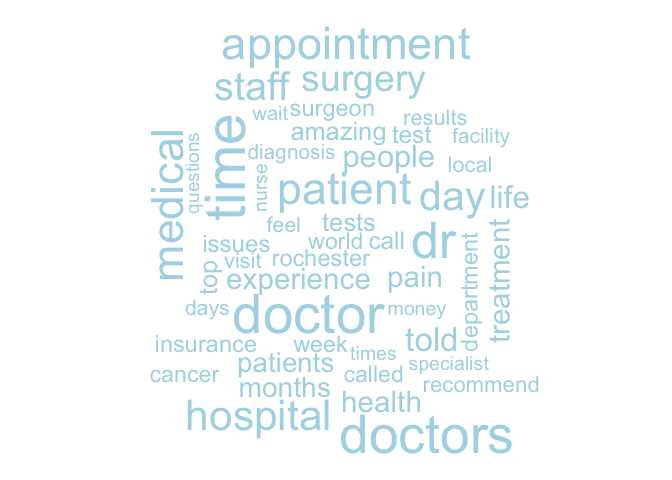 appointment
staff surgery
wait surgeon results
amazing test facility
medical questions time diagnosis nurse people local
patient day life
feel tests
issues world call dr
top visit rochester
experience pain department treatment
days doctor money
insurance week times told
patients specialist
cancer months called recommend
hospital health
doctors